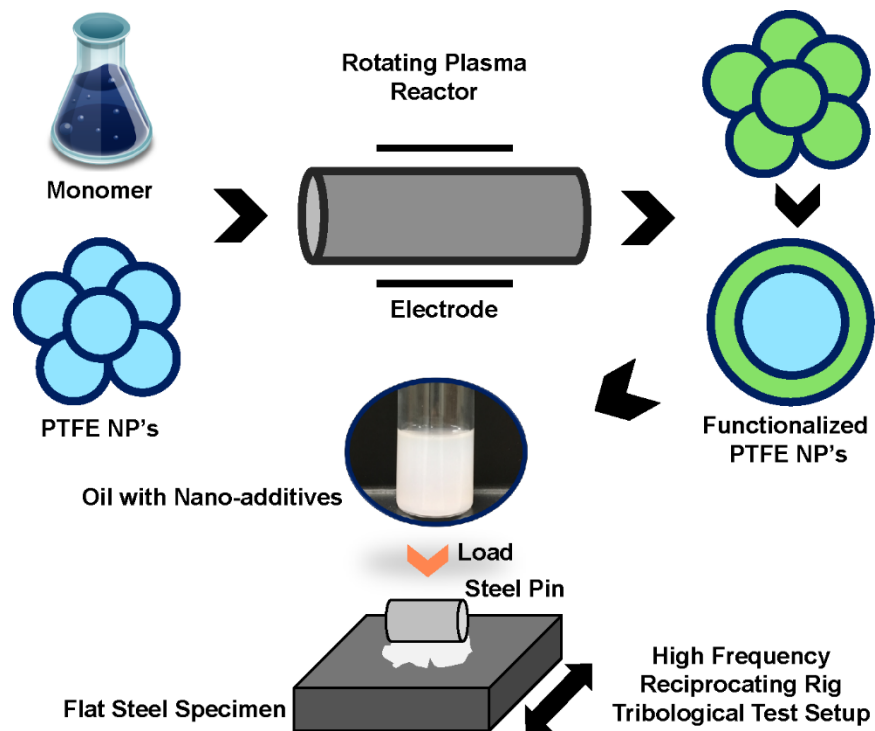 Rotating Plasma
Reactor
Monomer
Electrode
PTFE NP's
Functionalized
PTFE NP's
Oil with Nano-additives
Load
Steel Pin
Flat Steel Specimen
High Frequency
Reciprocating Rig
Tribological Test Setup